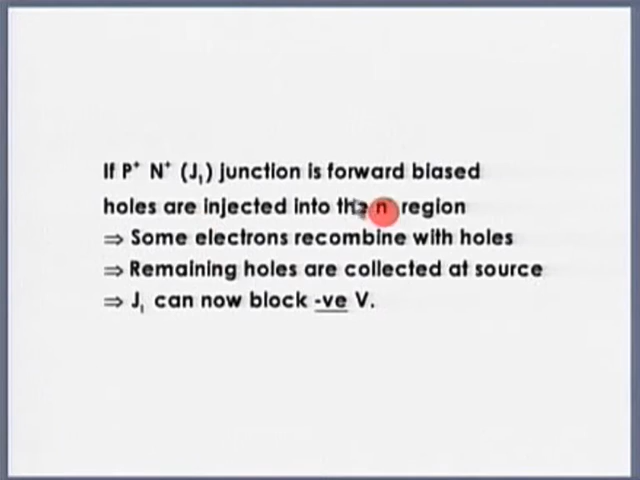 If P⁺ N⁺ (J₁) junction is forward biased
holes are injected into the n region
⇒ Some electrons recombine with holes
⇒ Remaining holes are collected at source
⇒ J₁ can now block -ve V.